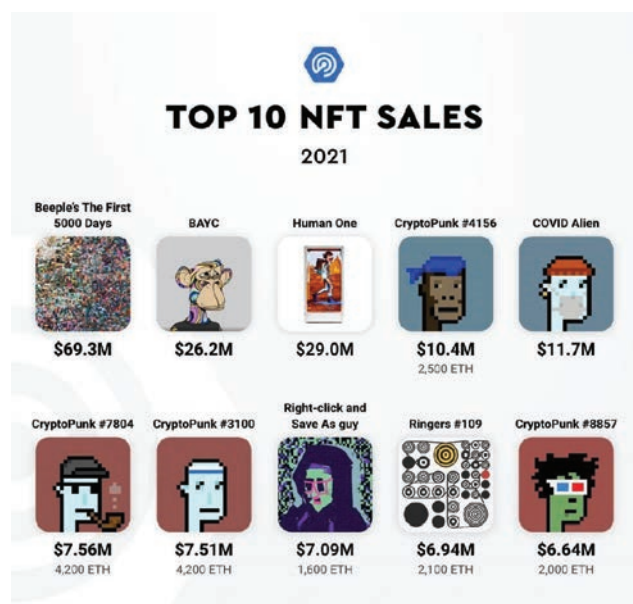 TOP 10 NFT SALES
2021
Beeple's The First
5000 Days
BAYC
Human One
CryptoPunk #4156
COVID Alien
$69.3M
$26.2M
$29.0M
$10.4M
2,500 ETH
$11.7M
CryptoPunk #7804
CryptoPunk #3100
Right-click and
Save As guy
Ringers #109
CryptoPunk #8857
$7.56M
4,200 ETH
$7.51M
4,200 ETH
$7.09M
1,600 ETH
$6.94M
2,100 ETH
$6.64M
2,000 ETH